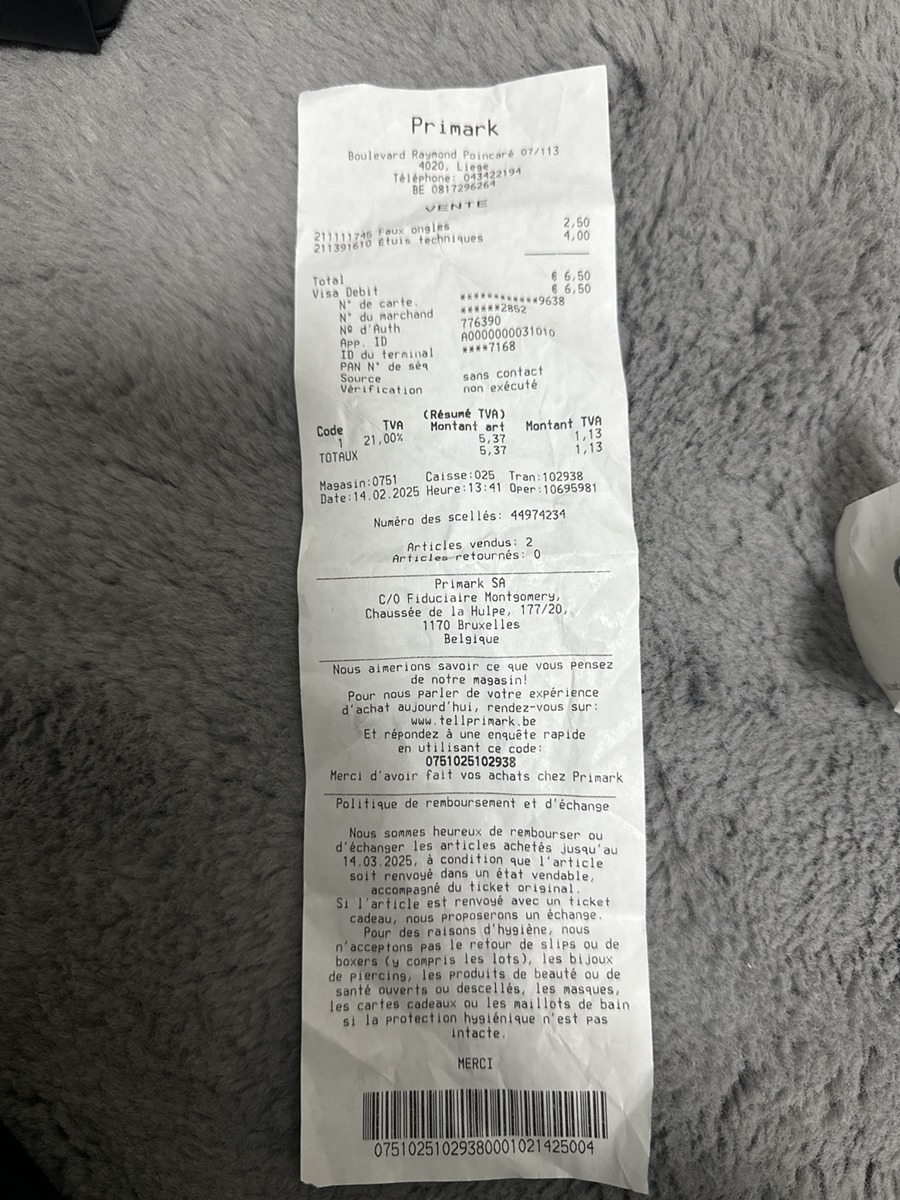 Primark
Boulevard Raymond Poincaré 07/113
4020, Liege
Téléphone: 043422194
BE 0817296264
VENTE
211111745 Faux ongles 2,50
211391610 Étuis techniques 4,00
Total € 6,50
Visa Debit € 6,50
N° de carte. ************9638
N° du marchand ******2852
Nº d'Auth 776390
App. ID A0000000031010
ID du terminal ****7168
PAN N° de séq
Source sans contact
Vérification non exécuté
(Résumé TVA)
Code TVA Montant art Montant TVA
1 21,00% 5,37 1,13
TOTAUX 5,37 1,13
Magasin:0751 Caisse:025 Tran:102938
Date:14.02.2025 Heure:13:41 Oper:10695981
Numéro des scellés: 44974234
Articles vendus: 2
Articles retournés: 0
Primark SA
C/O Fiduciaire Montgomery,
Chaussée de la Hulpe, 177/20,
1170 Bruxelles
Belgique
Nous aimerions savoir ce que vous pensez
de notre magasin!
Pour nous parler de votre expérience
d'achat aujourd'hui, rendez-vous sur:
www.tellprimark.be
Et répondez à une enquête rapide
en utilisant ce code:
0751025102938
Merci d'avoir fait vos achats chez Primark
Politique de remboursement et d'échange
Nous sommes heureux de rembourser ou
d'échanger les articles achetés jusqu'au
14.03.2025, à condition que l'article
soit renvoyé dans un état vendable,
accompagné du ticket original.
Si l'article est renvoyé avec un ticket
cadeau, nous proposerons un échange.
Pour des raisons d'hygiène, nous
n'acceptons pas le retour de slips ou de
boxers (y compris les lots), les bijoux
de piercing, les produits de beauté ou de
santé ouverts ou descellés, les masques,
les cartes cadeaux ou les maillots de bain
si la protection hygiénique n'est pas
intacte.
MERCI
07510251029380001021425004